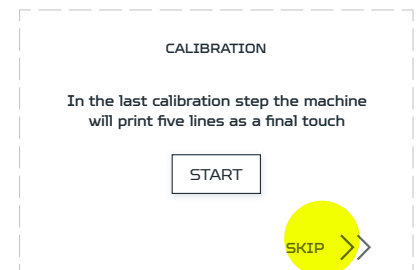 CALIBRATION
In the last calibration step the machine
will print five lines as a final touch
START
SKIP